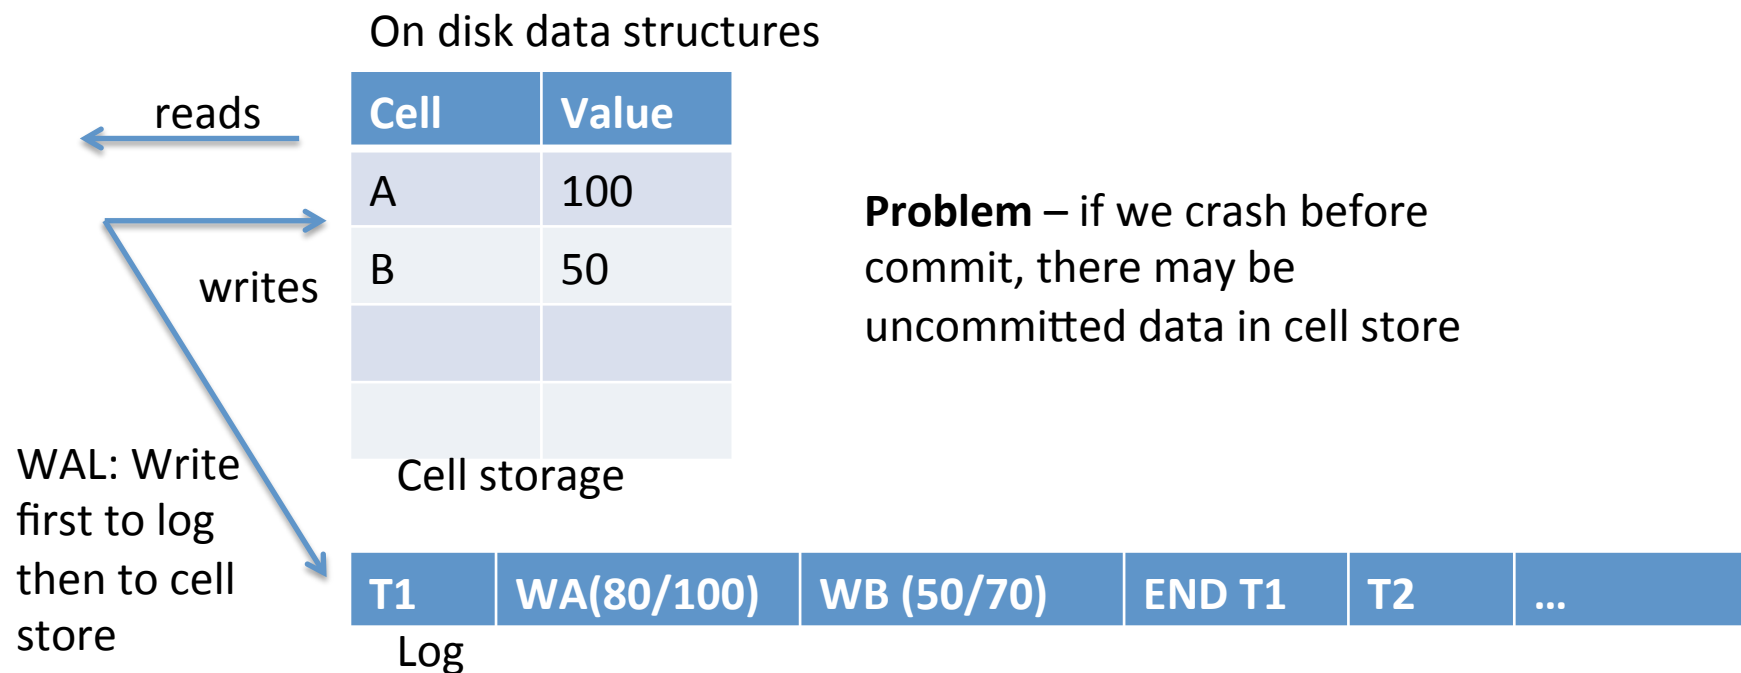 On disk data structures
reads
Cell Value
A 100
B 50
writes
Problem – if we crash before
commit, there may be
uncommitted data in cell store
WAL: Write
first to log
then to cell
store
Cell storage
T1 WA(80/100) WB (50/70) END T1 T2 ...
Log